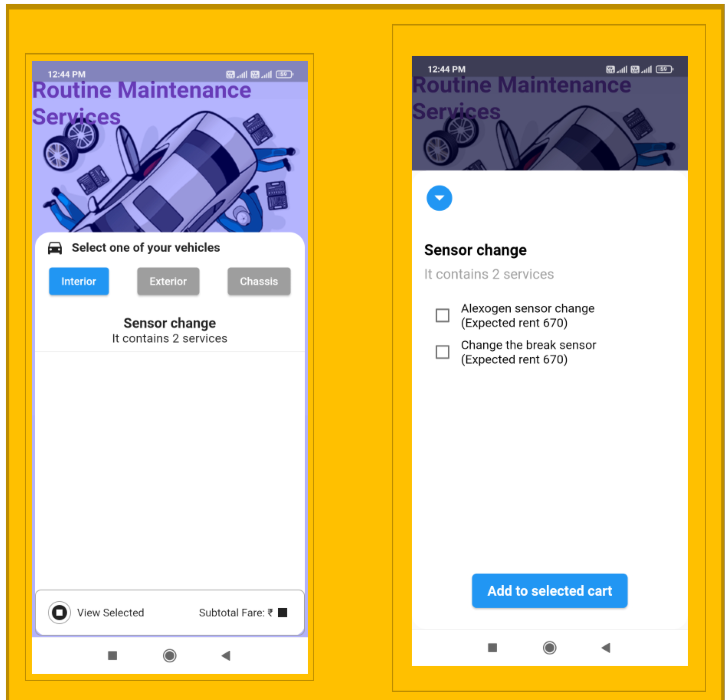 12:44 PM
Routine Maintenance
Services
Select one of your vehicles
Interior
Exterior
Chassis
Sensor change
It contains 2 services
View Selected
Subtotal Fare: ₹
12:44 PM
Routine Maintenance
Services
Sensor change
It contains 2 services
Alexogen sensor change
(Expected rent 670)
Change the break sensor
(Expected rent 670)
Add to selected cart